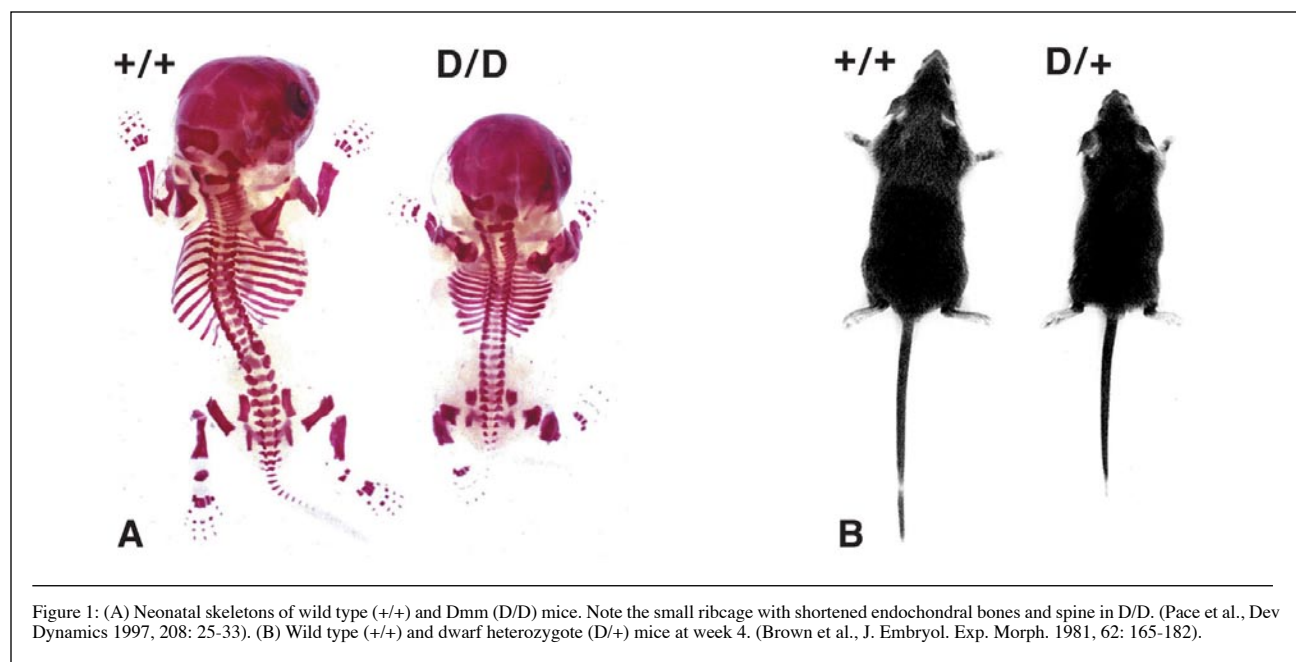 +/+
D/D
A
+/+
D/+
B
Figure 1: (A) Neonatal skeletons of wild type (+/+) and Dmm (D/D) mice. Note the small ribcage with shortened endochondral bones and spine in D/D. (Pace et al., Dev
Dynamics 1997, 208: 25-33). (B) Wild type (+/+) and dwarf heterozygote (D/+) mice at week 4. (Brown et al., J. Embryol. Exp. Morph. 1981, 62: 165-182).